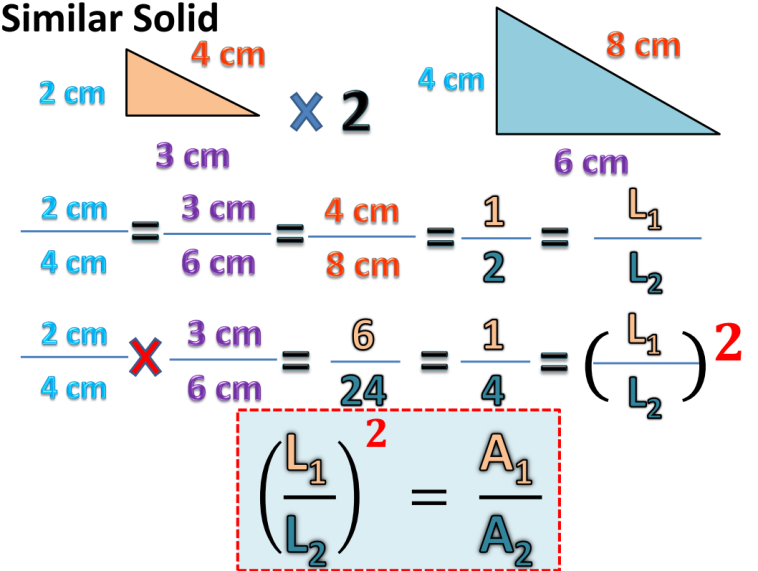 Similar Solid
4 cm
8 cm
2 cm
4 cm
× 2
3 cm
6 cm
2 cm / 4 cm = 3 cm / 6 cm = 4 cm / 8 cm = 1 / 2 = L₁ / L₂
2 cm / 4 cm × 3 cm / 6 cm = 6 / 24 = 1 / 4 = (L₁ / L₂)²
(L₁ / L₂)² = A₁ / A₂